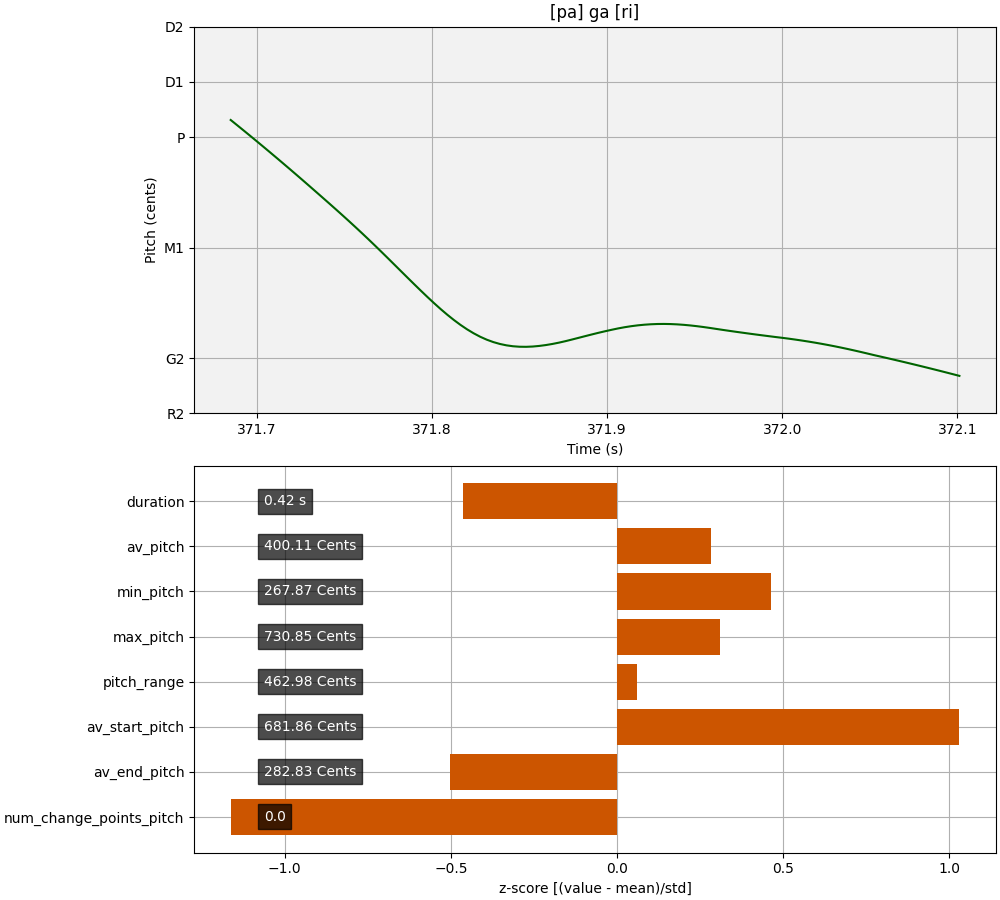 [pa] ga [ri]
D2
D1
P
M1
G2
R2
Pitch (cents)
371.7 371.8 371.9 372.0 372.1
Time (s)
duration 0.42 s
av_pitch 400.11 Cents
min_pitch 267.87 Cents
max_pitch 730.85 Cents
pitch_range 462.98 Cents
av_start_pitch 681.86 Cents
av_end_pitch 282.83 Cents
num_change_points_pitch 0.0
−1.0 −0.5 0.0 0.5 1.0
z-score [(value - mean)/std]